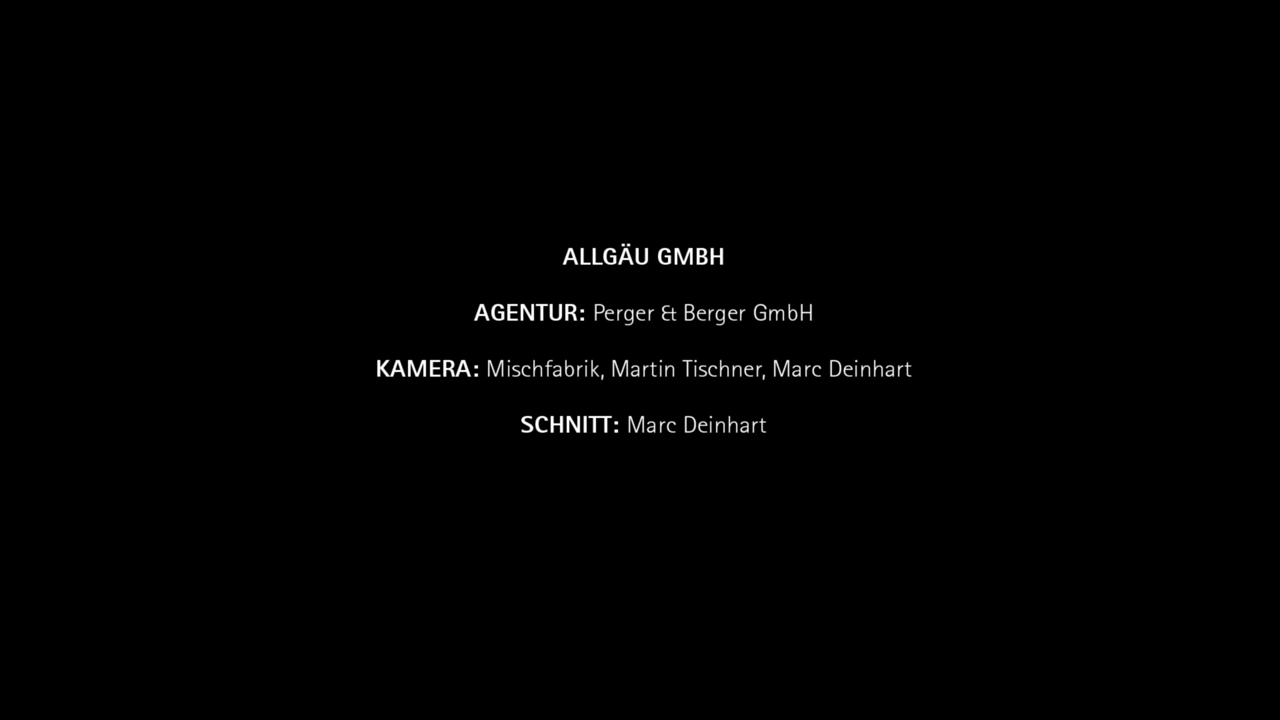 ALLGÄU GMBH
AGENTUR: Perger & Berger GmbH
KAMERA: Mischfabrik, Martin Tischner, Marc Deinhart
SCHNITT: Marc Deinhart